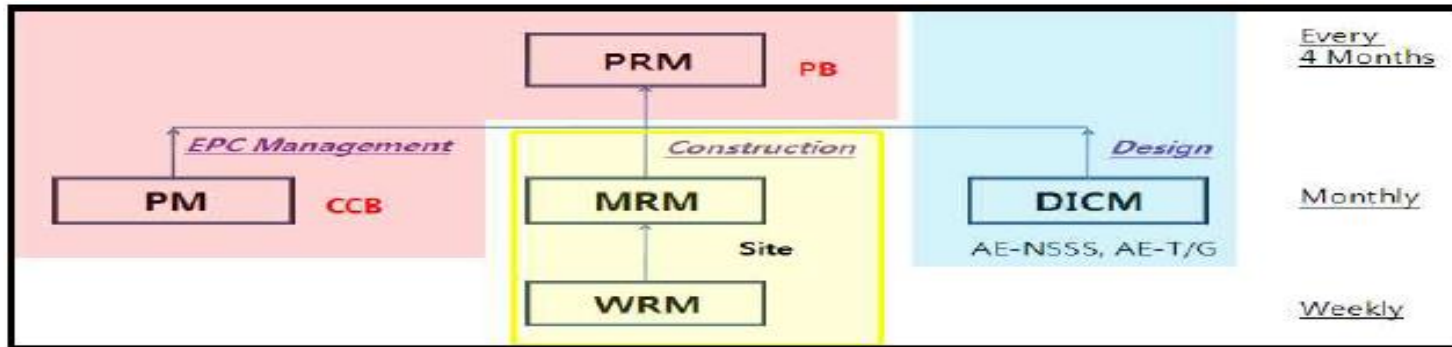 PRM
PB
Every
4 Months
EPC Management
Construction
Design
PM
CCB
MRM
DICM
Monthly
Site
AE-NSSS, AE-T/G
WRM
Weekly